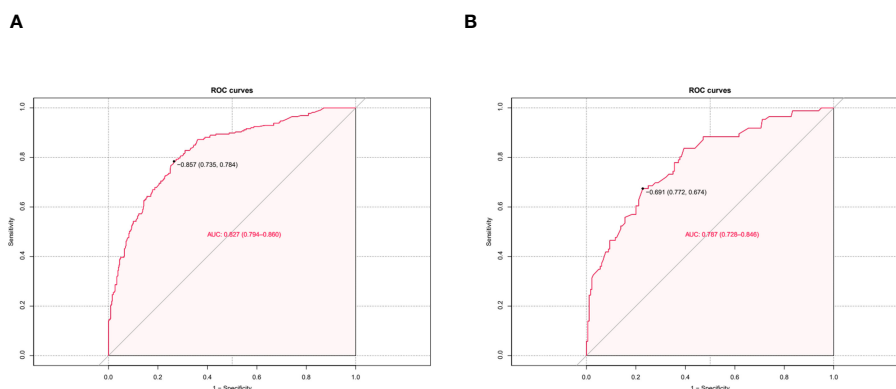 A
ROC curves
Sensitivity
0.0
0.2
0.4
0.6
0.8
1.0
−0.857 (0.735, 0.784)
AUC: 0.827 (0.794−0.860)
0.0
0.2
0.4
0.6
0.8
1.0
1 − Specificity
B
ROC curves
Sensitivity
0.0
0.2
0.4
0.6
0.8
1.0
−0.691 (0.772, 0.674)
AUC: 0.787 (0.728−0.846)
0.0
0.2
0.4
0.6
0.8
1.0
1 − Specificity